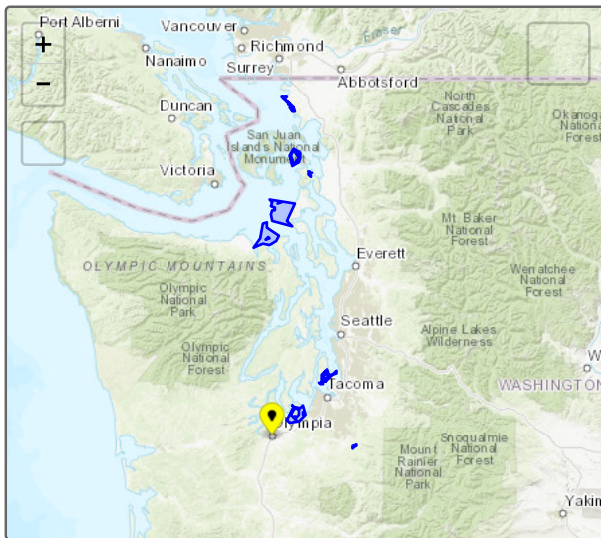 Port Alberni
Vancouver
Richmond
Fraser
Nanaimo
Surrey
Abbotsford
+
−
Duncan
North
Cascades
National
Park
Okanoga
Nation
Forest
San Juan
Islands National
Monument
Victoria
Mt. Baker
National
Forest
Everett
OLYMPIC MOUNTAINS
Olympic
National
Park
Wenatchee
National
Forest
Seattle
Alpine Lakes
Wilderness
Olympic
National
Forest
W
Tacoma
WASHINGTON
Olympia
Mount
Rainier
National
Park
Snoqualmie
National
Forest
Yakim